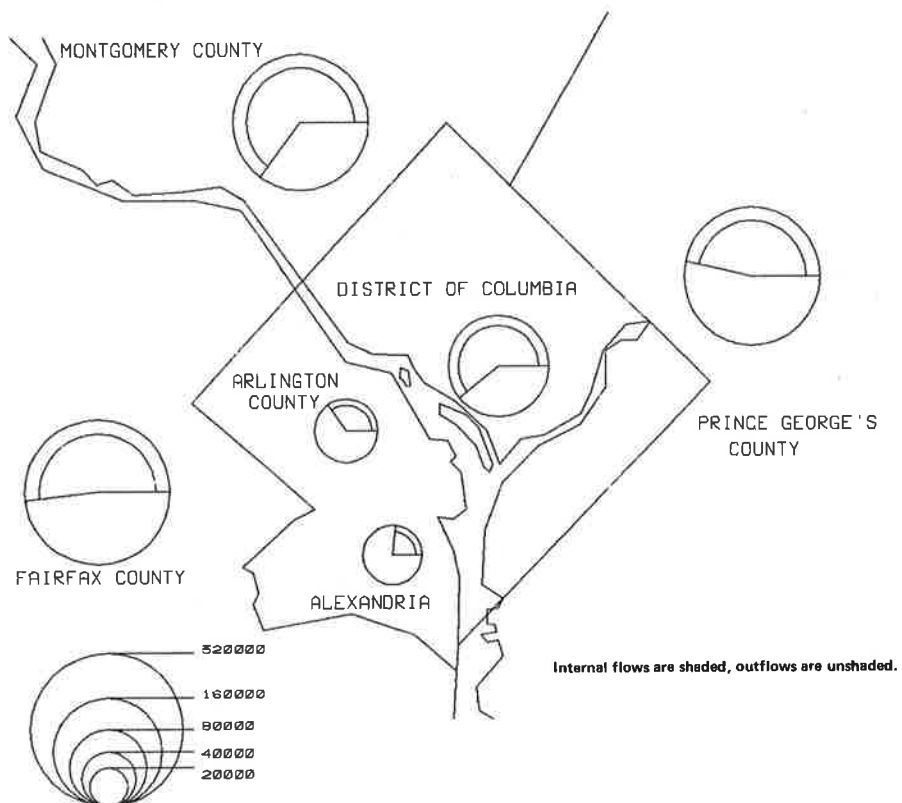 MONTGOMERY COUNTY
DISTRICT OF COLUMBIA
ARLINGTON
COUNTY
PRINCE GEORGE'S
COUNTY
FAIRFAX COUNTY
ALEXANDRIA
320000
160000
80000
40000
20000
Internal flows are shaded, outflows are unshaded.